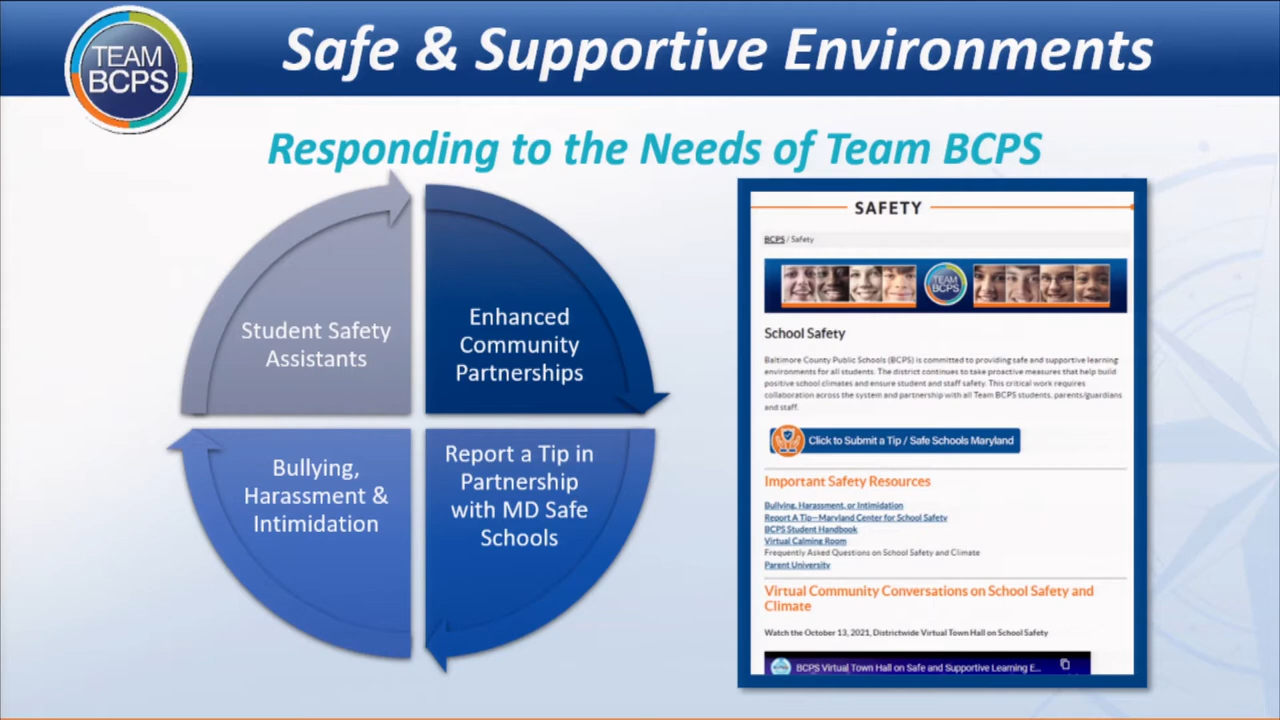 TEAM
BCPS
Safe & Supportive Environments
Responding to the Needs of Team BCPS
Student Safety
Assistants
Enhanced
Community
Partnerships
Bullying,
Harassment &
Intimidation
Report a Tip in
Partnership
with MD Safe
Schools
SAFETY
BCPS / Safety
TEAM
BCPS
School Safety
Baltimore County Public Schools (BCPS) is committed to providing safe and supportive learning
environments for all students. The district continues to take proactive measures that help build
positive school climates and ensure student and staff safety. This critical work requires
collaboration across the system and partnership with all Team BCPS students, parents/guardians
and staff.
Click to Submit a Tip / Safe Schools Maryland
Important Safety Resources
Bullying, Harassment, or Intimidation
Report A Tip—Maryland Center for School Safety
BCPS Student Handbook
Virtual Calming Room
Frequently Asked Questions on School Safety and Climate
Parent University
Virtual Community Conversations on School Safety and
Climate
Watch the October 13, 2021, Districtwide Virtual Town Hall on School Safety
BCPS Virtual Town Hall on Safe and Supportive Learning E...